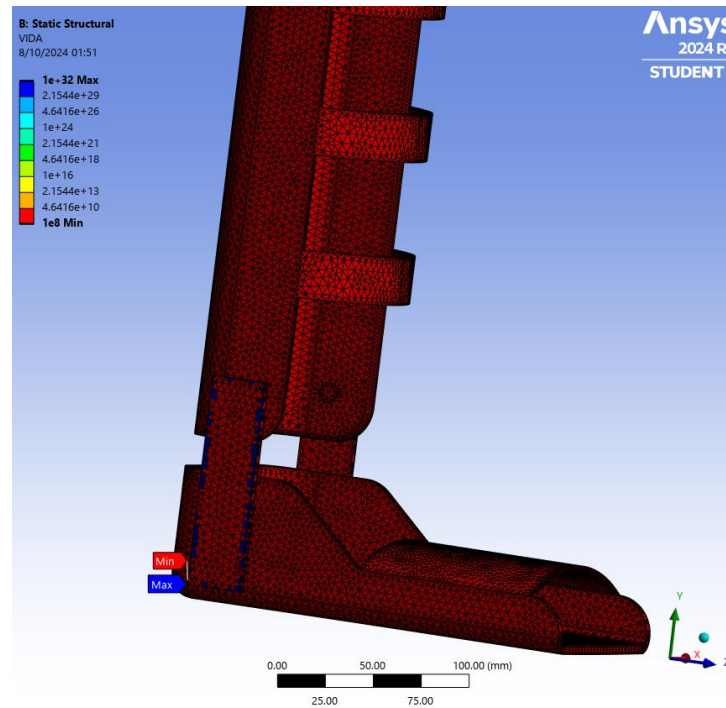 B: Static Structural
VIDA
8/10/2024 01:51
1e+32 Max
2.1544e+29
4.6416e+26
1e+24
2.1544e+21
4.6416e+18
1e+16
2.1544e+13
4.6416e+10
1e8 Min
Ansys
2024 R
STUDENT
Min
Max
0.00 50.00 100.00 (mm)
25.00 75.00
Y
X
Z